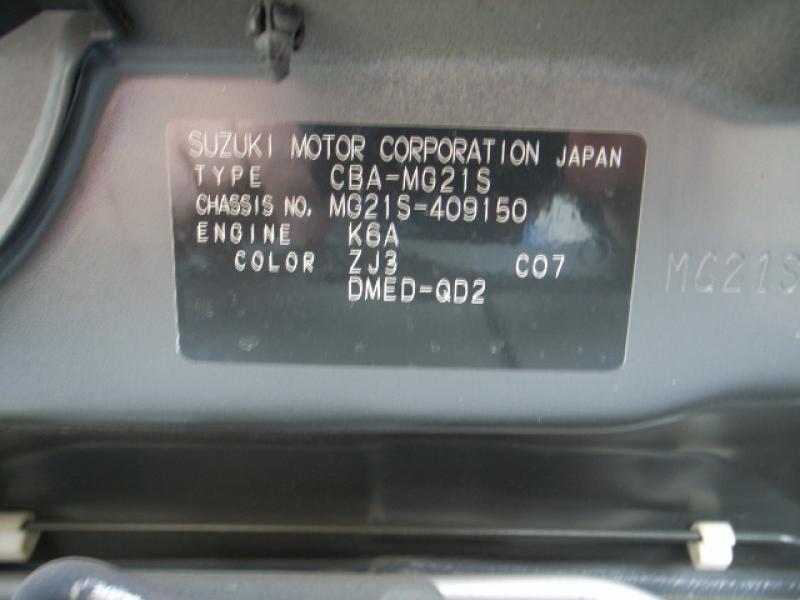 SUZUKI MOTOR CORPORATION JAPAN
TYPE CBA-MG21S
CHASSIS NO. MG21S-409150
ENGINE K6A
COLOR ZJ3 C07
DMED-QD2
MG21S